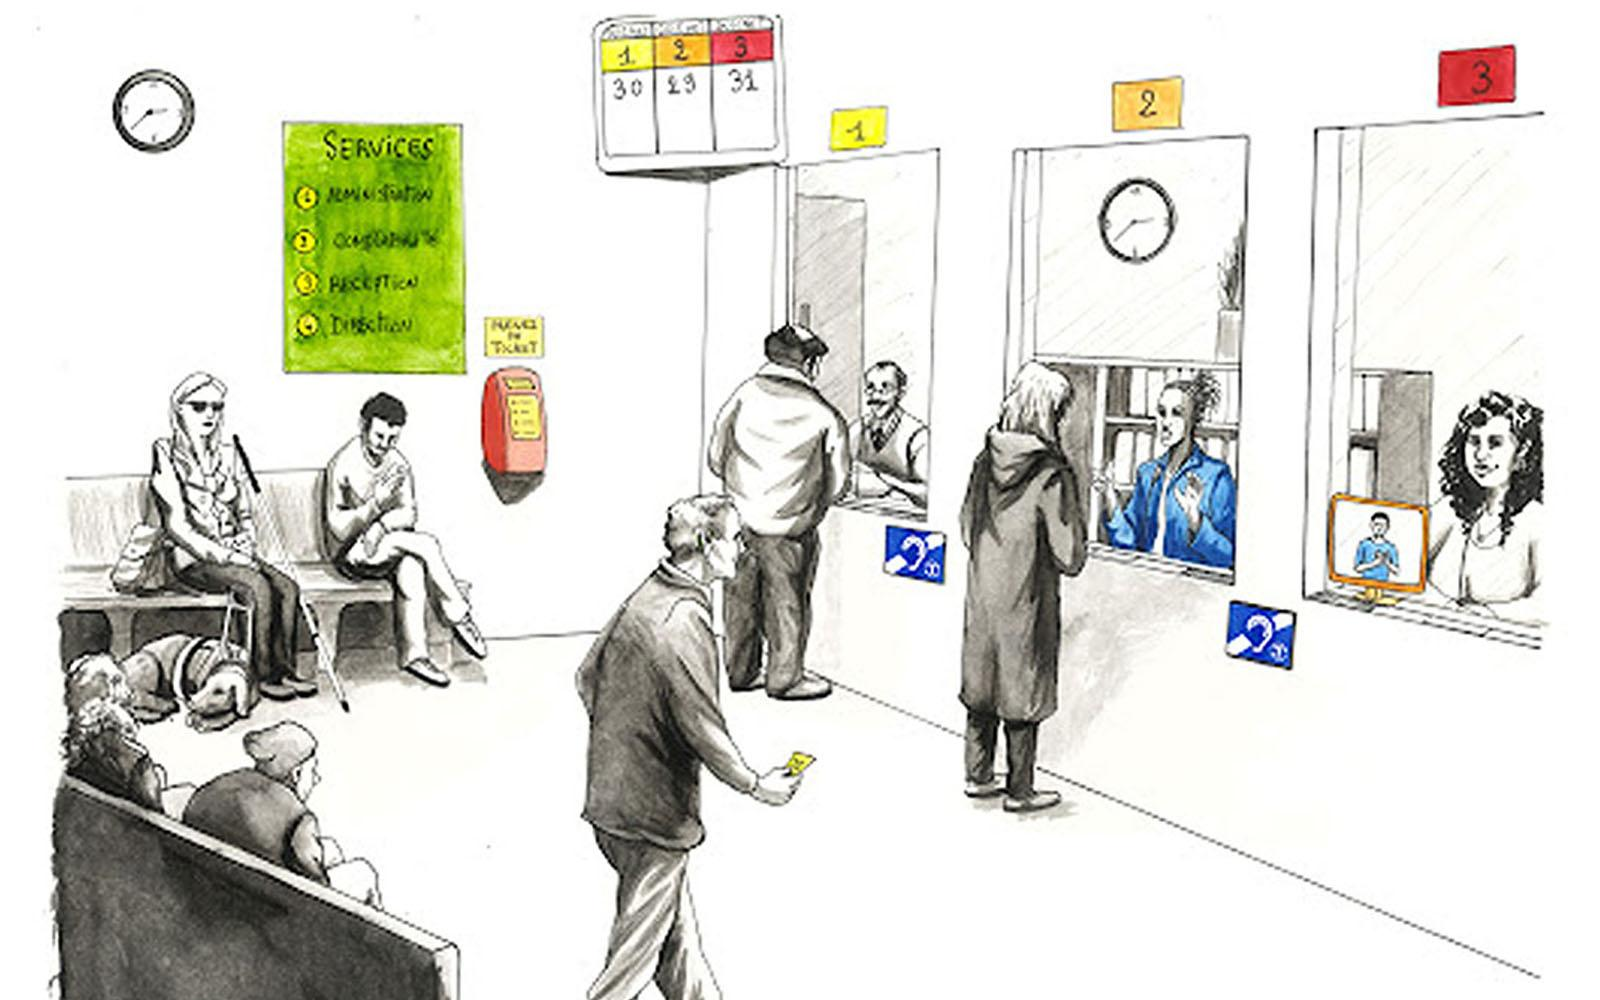 1 2 3
30 29 31
1
2
3
SERVICES
1 ADMINISTRATION
2 COMPTABILITÉ
3 RECEPTION
4 DIRECTION
PRENEZ
UN
TICKET